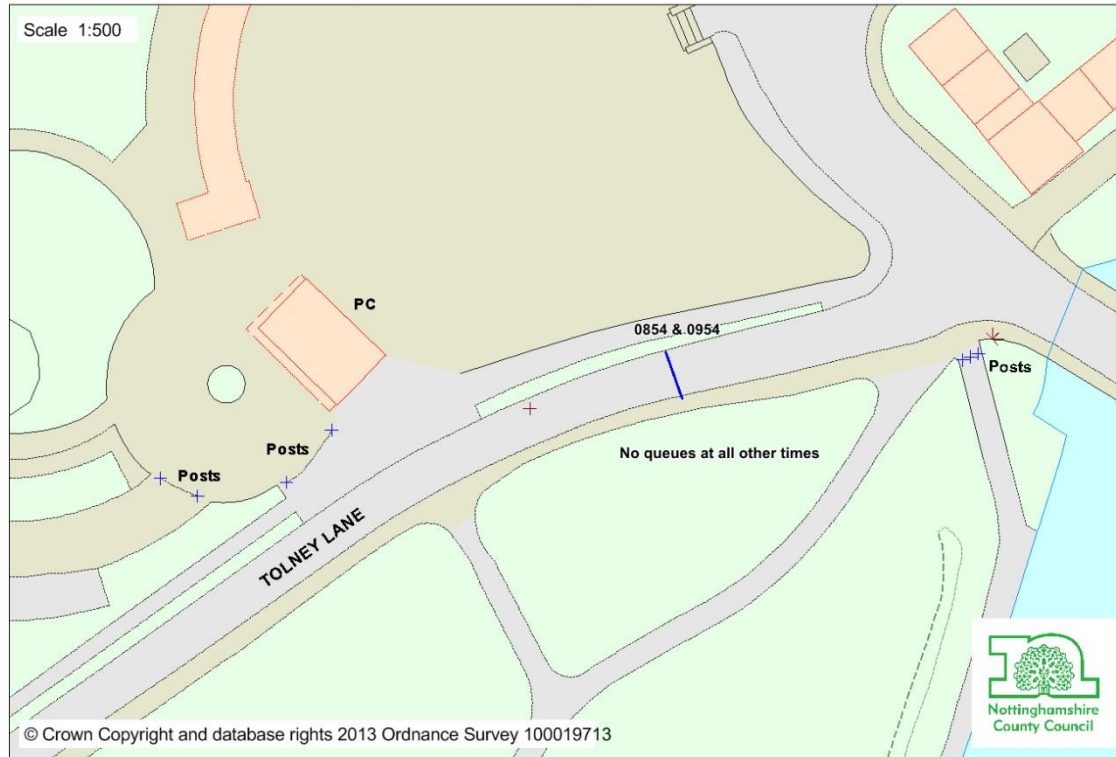 Scale 1:500
PC
0854 & 0954
Posts
No queues at all other times
Posts
Posts
TOLNEY LANE
Nottinghamshire
County Council
© Crown Copyright and database rights 2013 Ordnance Survey 100019713